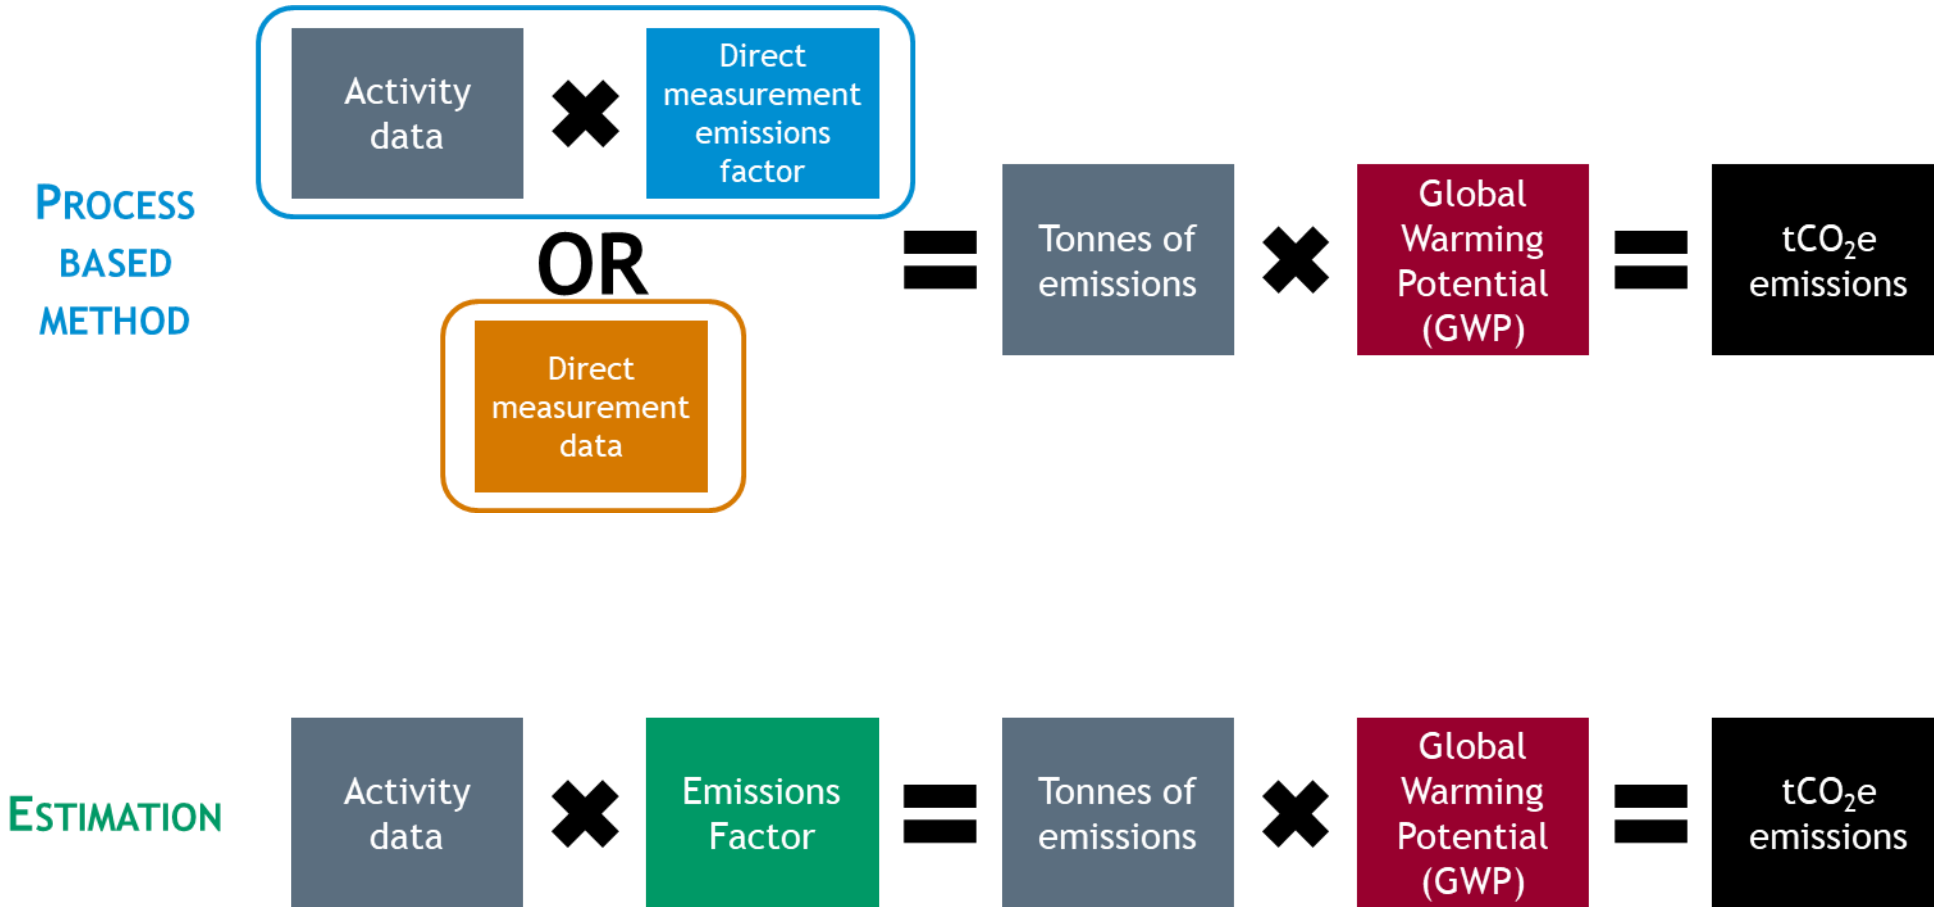 PROCESS
BASED
METHOD
Activity
data
Direct
measurement
emissions
factor
OR
Direct
measurement
data
Tonnes of
emissions
Global
Warming
Potential
(GWP)
tCO₂e
emissions
ESTIMATION
Activity
data
Emissions
Factor
Tonnes of
emissions
Global
Warming
Potential
(GWP)
tCO₂e
emissions